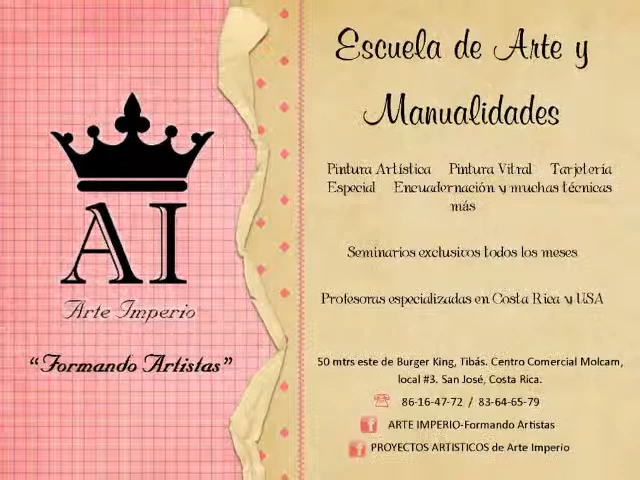 AI
Arte Imperio
“Formando Artistas”
Escuela de Arte y
Manualidades
Pintura Artística Pintura Vitral Tarjetería
Especial Encuadernación y muchas técnicas
más
Seminarios exclusivos todos los meses
Profesoras especializadas en Costa Rica y USA
50 mtrs este de Burger King, Tibás. Centro Comercial Molcam,
local #3. San José, Costa Rica.
86-16-47-72 / 83-64-65-79
ARTE IMPERIO-Formando Artistas
PROYECTOS ARTISTICOS de Arte Imperio